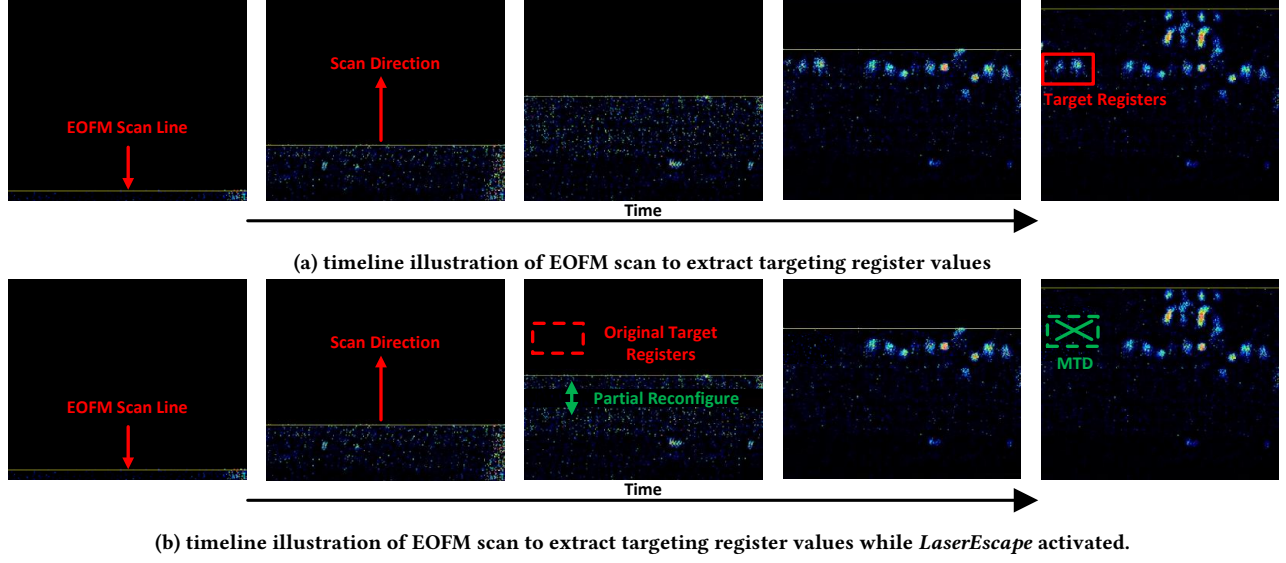 EOFM Scan Line
Scan Direction
Target Registers
Time
(a) timeline illustration of EOFM scan to extract targeting register values
EOFM Scan Line
Scan Direction
Original Target
Registers
Partial Reconfigure
MTD
Time
(b) timeline illustration of EOFM scan to extract targeting register values while LaserEscape activated.